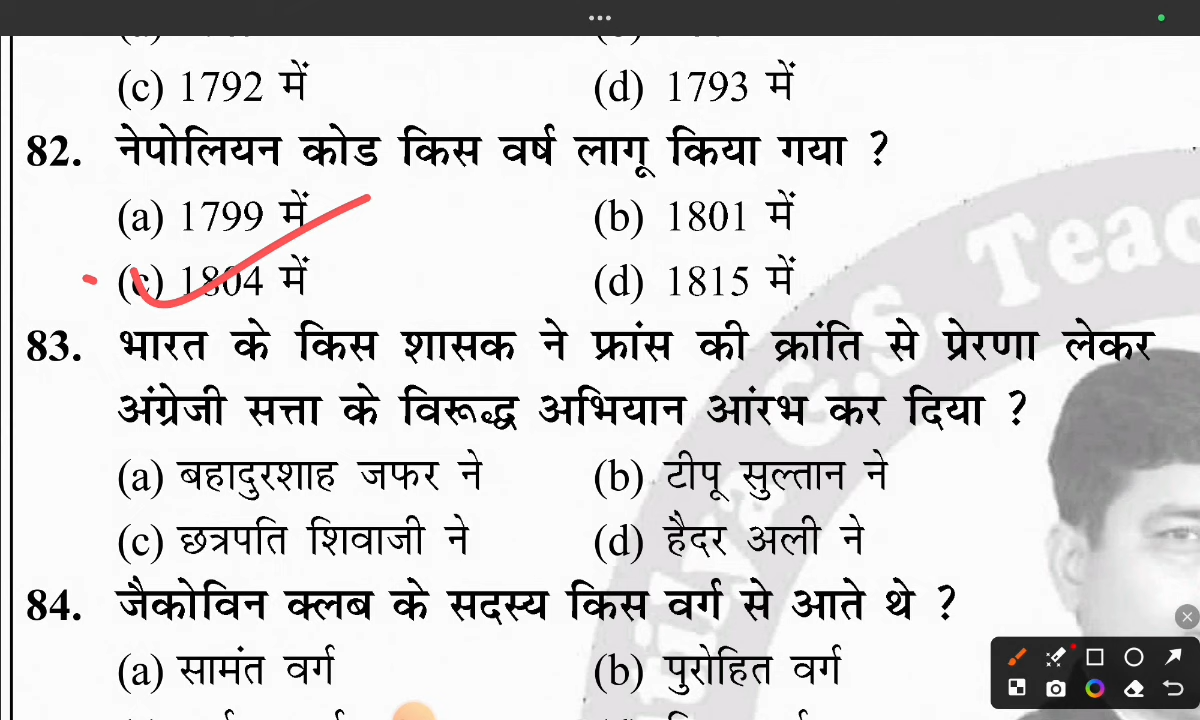 (c) 1792 में (d) 1793 में
82. नेपोलियन कोड किस वर्ष लागू किया गया ?
(a) 1799 में (b) 1801 में
(c) 1804 में (d) 1815 में
83. भारत के किस शासक ने फ्रांस की क्रांति से प्रेरणा लेकर
अंग्रेजी सत्ता के विरूद्ध अभियान आंरभ कर दिया ?
(a) बहादुरशाह जफर ने (b) टीपू सुल्तान ने
(c) छत्रपति शिवाजी ने (d) हैदर अली ने
84. जैकोविन क्लब के सदस्य किस वर्ग से आते थे ?
(a) सामंत वर्ग (b) पुरोहित वर्ग